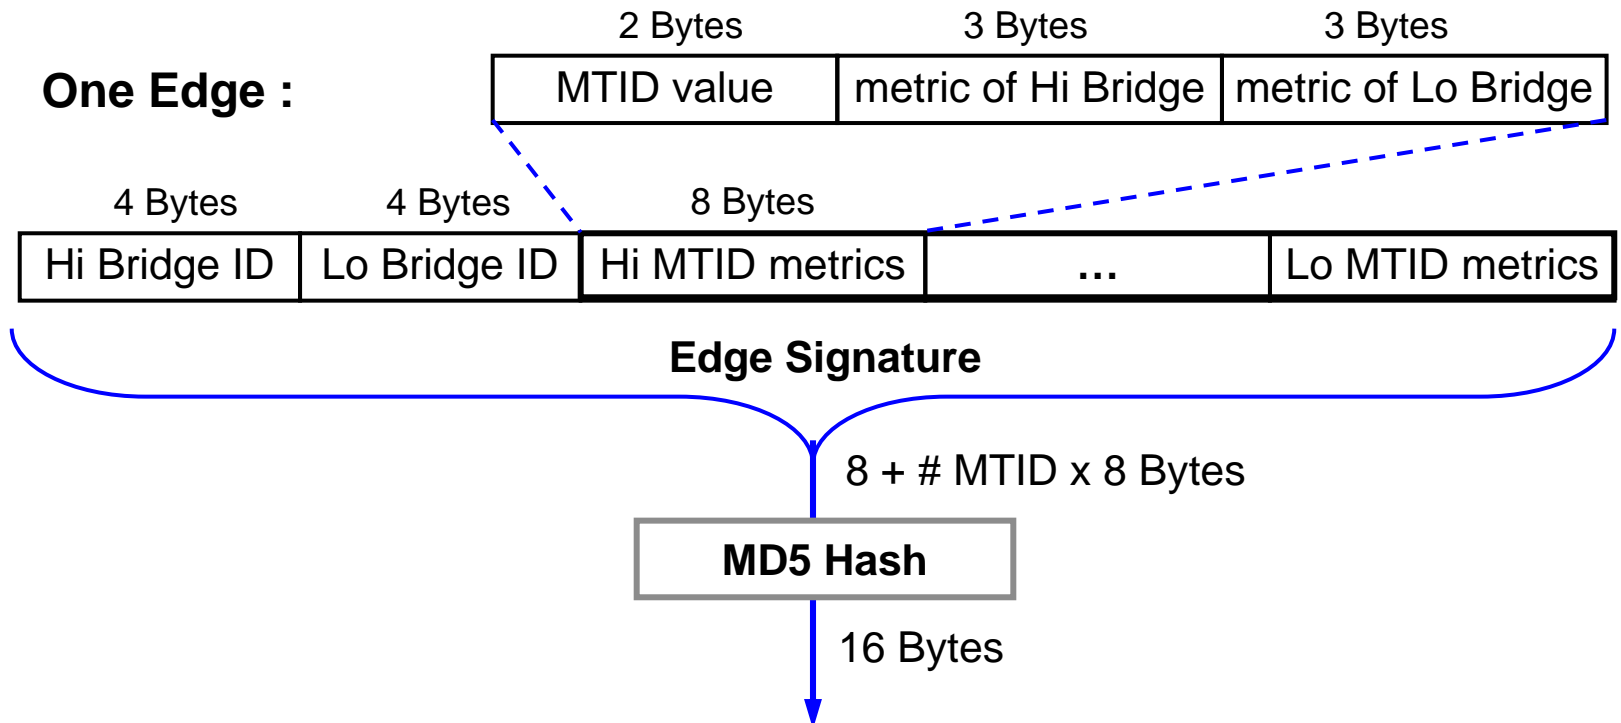 2 Bytes 3 Bytes 3 Bytes
One Edge : MTID value metric of Hi Bridge metric of Lo Bridge
4 Bytes 4 Bytes 8 Bytes
Hi Bridge ID Lo Bridge ID Hi MTID metrics ... Lo MTID metrics
Edge Signature
8 + # MTID x 8 Bytes
MD5 Hash
16 Bytes